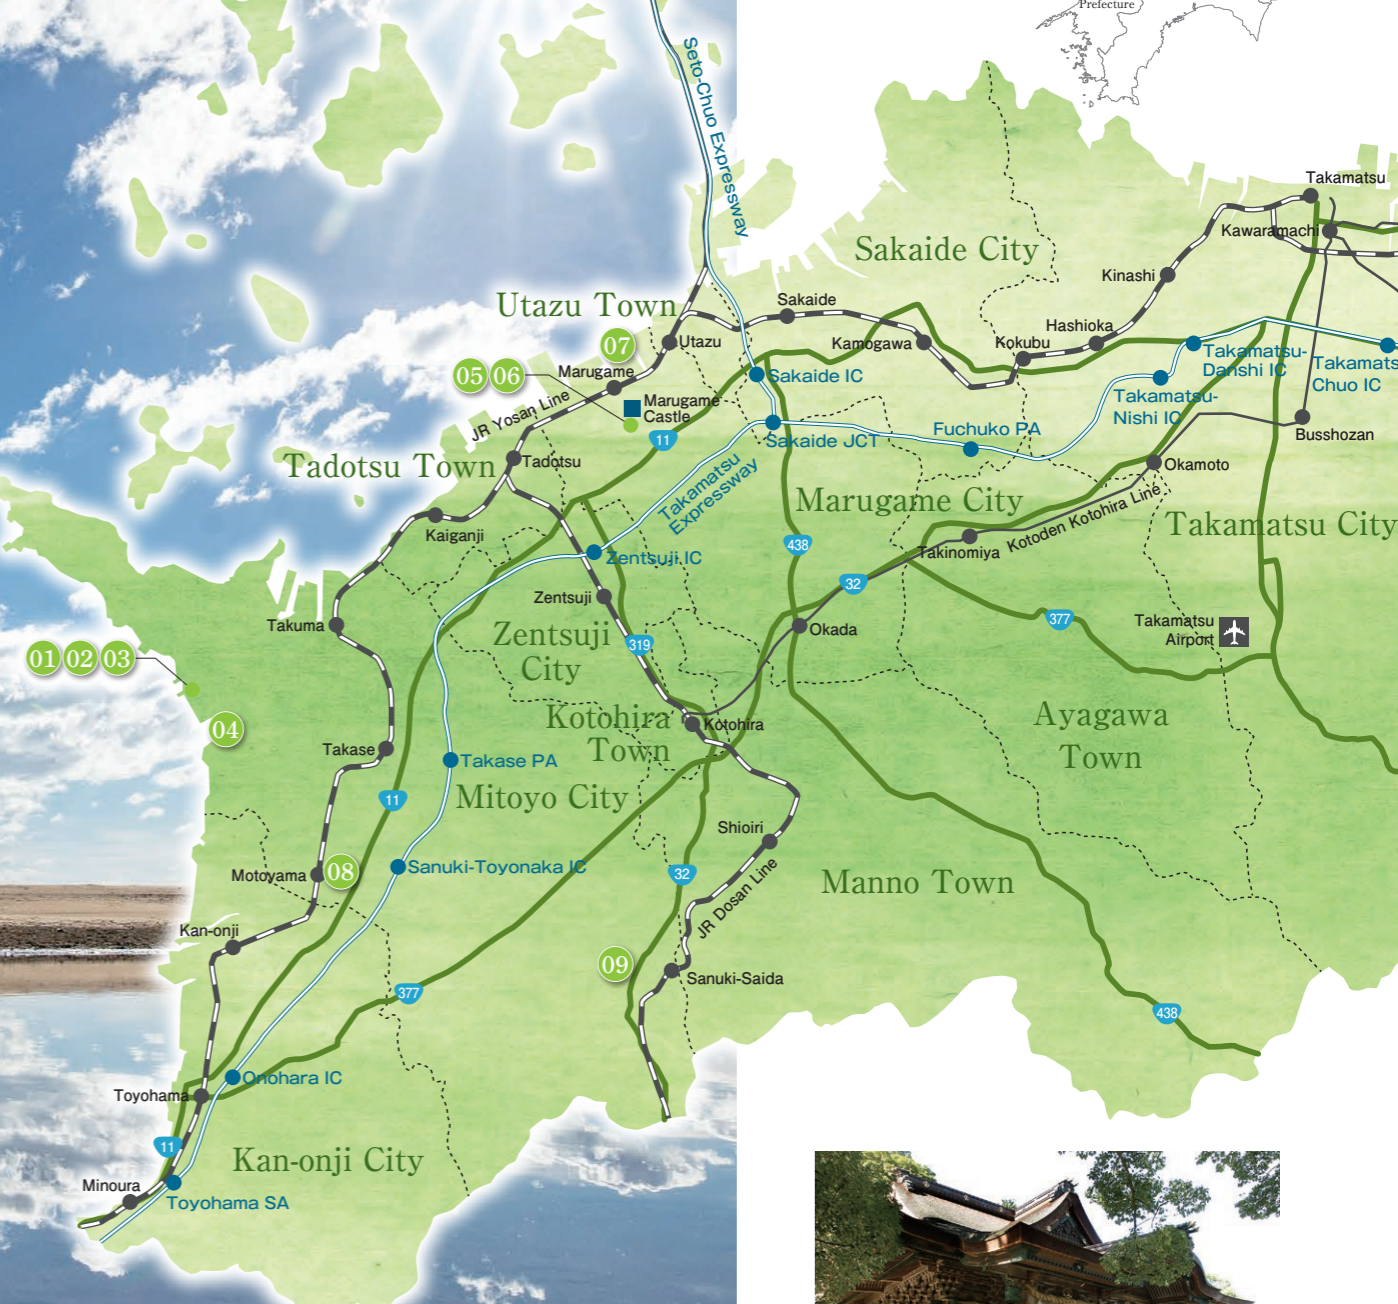 Prefecture
Seto-Chuo Expressway
Takamatsu
Kawaramachi
Sakaide City
Kinashi
Utazu Town
Sakaide
Hashioka
07
Utazu
Kamogawa
Kokubu
Takamatsu-
Danshi IC
Takamats
Chuo IC
05 06
Marugame
Sakaide IC
Takamatsu-
Nishi IC
Marugame
Castle
JR Yosan Line
11
Sakaide JCT
Fuchuko PA
Busshozan
Tadotsu Town
Tadotsu
Takamatsu
Expressway
Okamoto
Marugame City
Kotoden Kotohira Line
Takamatsu City
Kaiganji
438
Takinomiya
Zentsuji IC
32
Zentsuji
Takuma
Okada
377
Takamatsu
Airport
Zentsuji
City
319
01 02 03
04
Kotohira
Town
Kotohira
Ayagawa
Town
Takase
Takase PA
11
Mitoyo City
Shioiri
Motoyama
08
Sanuki-Toyonaka IC
32
Manno Town
JR Dosan Line
Kan-onji
09
Sanuki-Saida
377
438
Onohara IC
Toyohama
11
Kan-onji City
Minoura
Toyohama SA